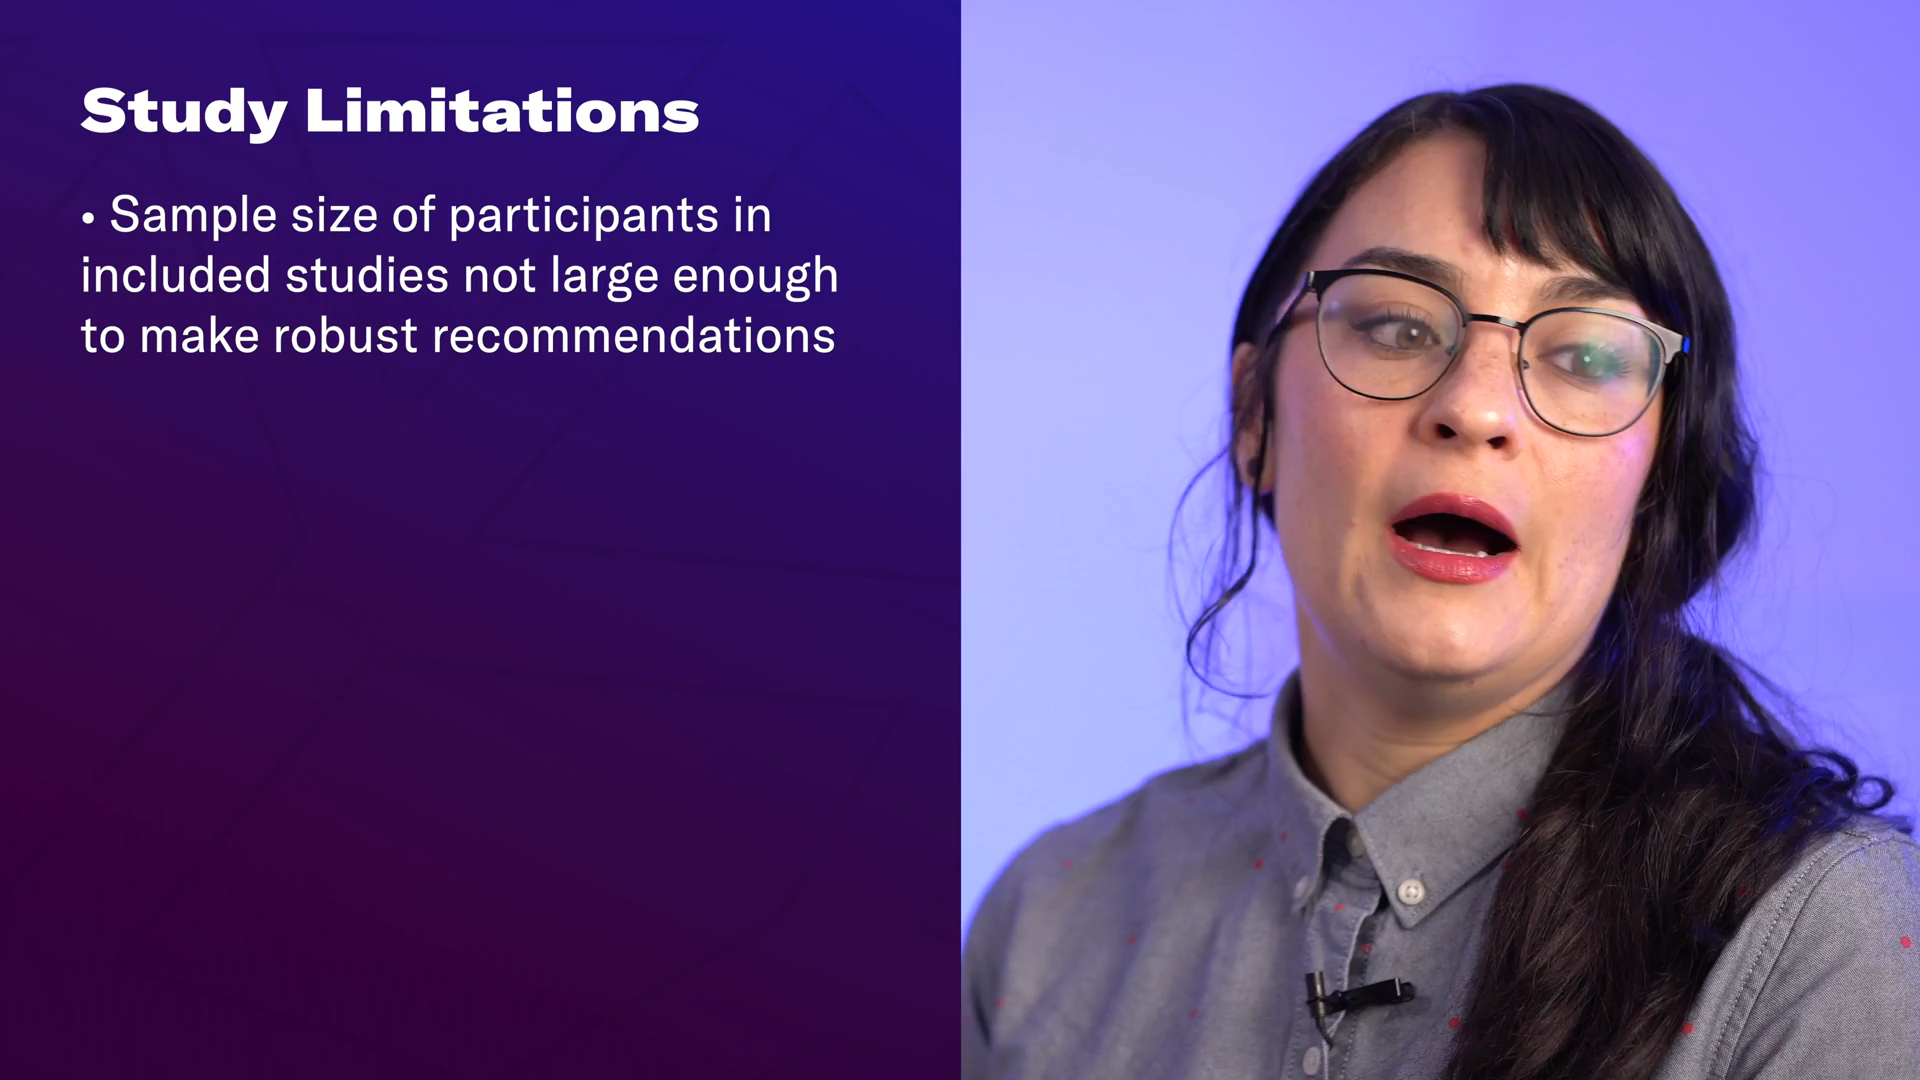 Study Limitations
• Sample size of participants in
included studies not large enough
to make robust recommendations